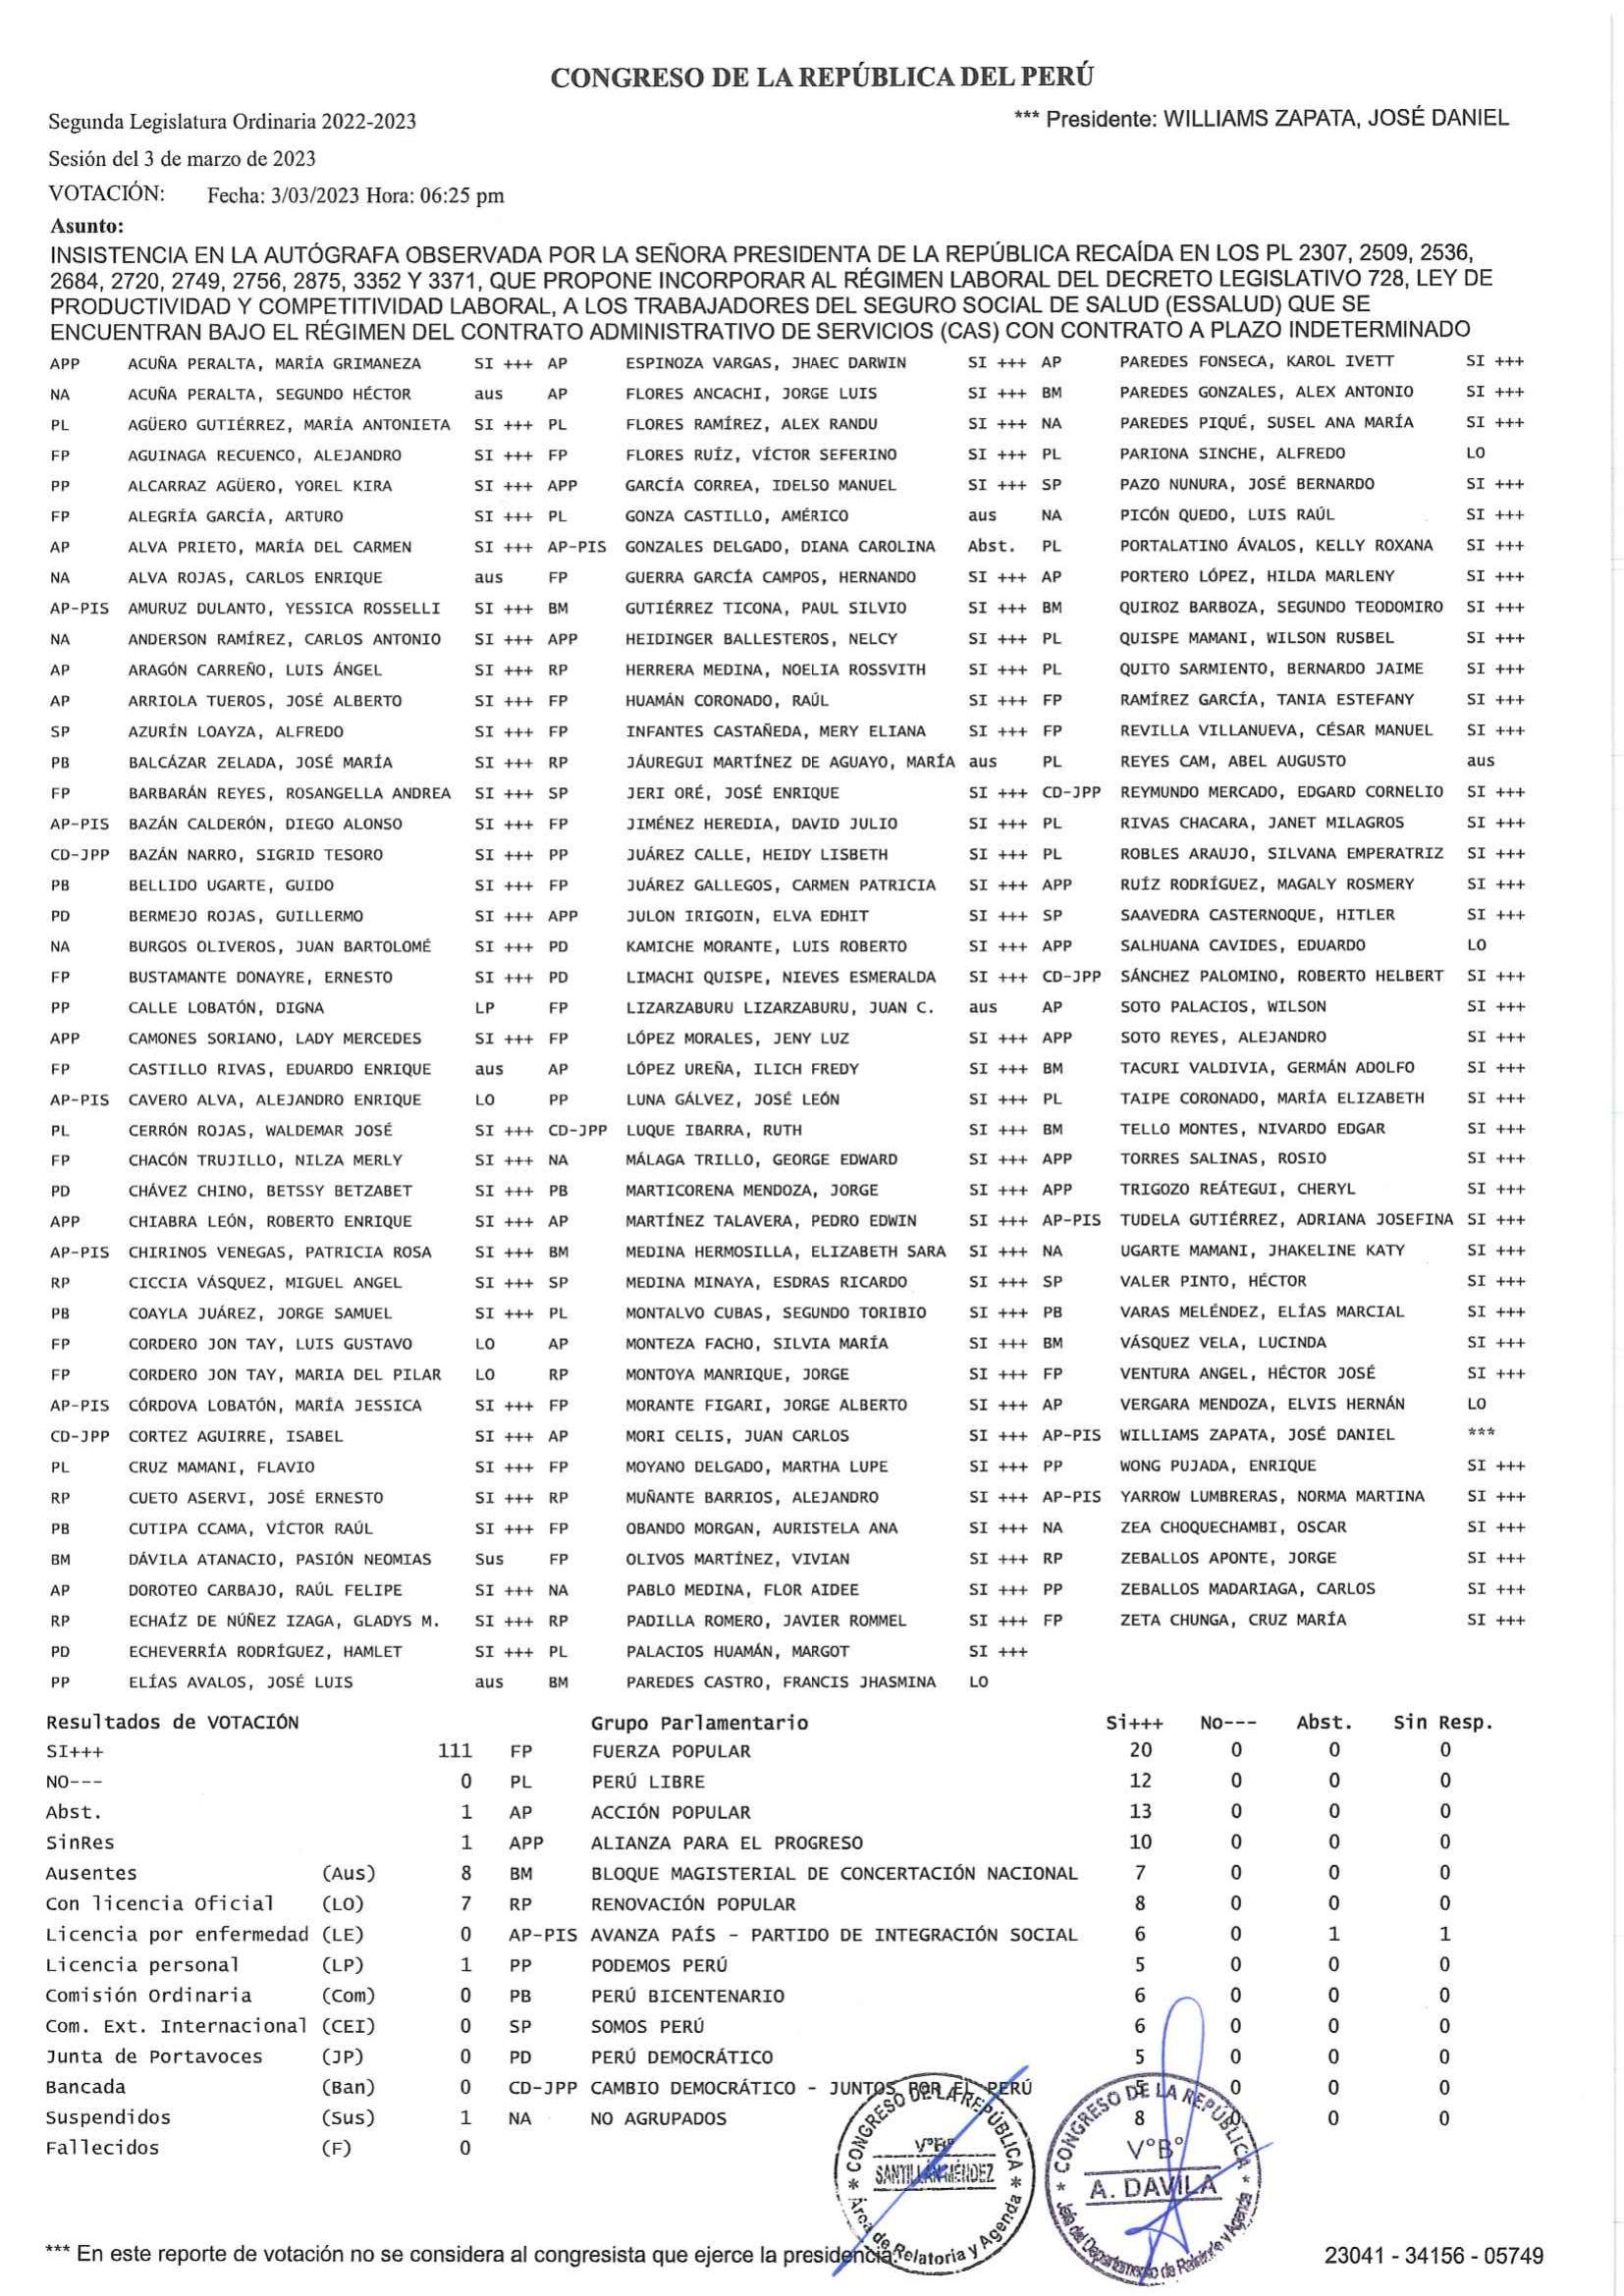 CONGRESO DE LA REPÚBLICA DEL PERÚ
Segunda Legislatura Ordinaria 2022-2023 *** Presidente: WILLIAMS ZAPATA, JOSÉ DANIEL
Sesión del 3 de marzo de 2023
VOTACIÓN: Fecha: 3/03/2023 Hora: 06:25 pm
Asunto:
INSISTENCIA EN LA AUTÓGRAFA OBSERVADA POR LA SEÑORA PRESIDENTA DE LA REPÚBLICA RECAÍDA EN LOS PL 2307, 2509, 2536,
2684, 2720, 2749, 2756, 2875, 3352 Y 3371, QUE PROPONE INCORPORAR AL RÉGIMEN LABORAL DEL DECRETO LEGISLATIVO 728, LEY DE
PRODUCTIVIDAD Y COMPETITIVIDAD LABORAL, A LOS TRABAJADORES DEL SEGURO SOCIAL DE SALUD (ESSALUD) QUE SE
ENCUENTRAN BAJO EL RÉGIMEN DEL CONTRATO ADMINISTRATIVO DE SERVICIOS (CAS) CON CONTRATO A PLAZO INDETERMINADO
APP ACUÑA PERALTA, MARÍA GRIMANEZA SI +++ AP ESPINOZA VARGAS, JHAEC DARWIN SI +++ AP PAREDES FONSECA, KAROL IVETT SI +++
NA ACUÑA PERALTA, SEGUNDO HÉCTOR aus AP FLORES ANCACHI, JORGE LUIS SI +++ BM PAREDES GONZALES, ALEX ANTONIO SI +++
PL AGÜERO GUTIÉRREZ, MARÍA ANTONIETA SI +++ PL FLORES RAMÍREZ, ALEX RANDU SI +++ NA PAREDES PIQUÉ, SUSEL ANA MARÍA SI +++
FP AGUINAGA RECUENCO, ALEJANDRO SI +++ FP FLORES RUÍZ, VÍCTOR SEFERINO SI +++ PL PARIONA SINCHE, ALFREDO LO
PP ALCARRAZ AGÜERO, YOREL KIRA SI +++ APP GARCÍA CORREA, IDELSO MANUEL SI +++ SP PAZO NUNURA, JOSÉ BERNARDO SI +++
FP ALEGRÍA GARCÍA, ARTURO SI +++ PL GONZA CASTILLO, AMÉRICO aus NA PICÓN QUEDO, LUIS RAÚL SI +++
AP ALVA PRIETO, MARÍA DEL CARMEN SI +++ AP-PIS GONZALES DELGADO, DIANA CAROLINA Abst. PL PORTALATINO ÁVALOS, KELLY ROXANA SI +++
NA ALVA ROJAS, CARLOS ENRIQUE aus FP GUERRA GARCÍA CAMPOS, HERNANDO SI +++ AP PORTERO LÓPEZ, HILDA MARLENY SI +++
AP-PIS AMURUZ DULANTO, YESSICA ROSSELLI SI +++ BM GUTIÉRREZ TICONA, PAUL SILVIO SI +++ BM QUIROZ BARBOZA, SEGUNDO TEODOMIRO SI +++
NA ANDERSON RAMÍREZ, CARLOS ANTONIO SI +++ APP HEIDINGER BALLESTEROS, NELCY SI +++ PL QUISPE MAMANI, WILSON RUSBEL SI +++
AP ARAGÓN CARREÑO, LUIS ÁNGEL SI +++ RP HERRERA MEDINA, NOELIA ROSSVITH SI +++ PL QUITO SARMIENTO, BERNARDO JAIME SI +++
AP ARRIOLA TUEROS, JOSÉ ALBERTO SI +++ FP HUAMÁN CORONADO, RAÚL SI +++ FP RAMÍREZ GARCÍA, TANIA ESTEFANY SI +++
SP AZURÍN LOAYZA, ALFREDO SI +++ FP INFANTES CASTAÑEDA, MERY ELIANA SI +++ FP REVILLA VILLANUEVA, CÉSAR MANUEL SI +++
PB BALCÁZAR ZELADA, JOSÉ MARÍA SI +++ RP JÁUREGUI MARTÍNEZ DE AGUAYO, MARÍA aus PL REYES CAM, ABEL AUGUSTO aus
FP BARBARÁN REYES, ROSANGELLA ANDREA SI +++ SP JERI ORÉ, JOSÉ ENRIQUE SI +++ CD-JPP REYMUNDO MERCADO, EDGARD CORNELIO SI +++
AP-PIS BAZÁN CALDERÓN, DIEGO ALONSO SI +++ FP JIMÉNEZ HEREDIA, DAVID JULIO SI +++ PL RIVAS CHACARA, JANET MILAGROS SI +++
CD-JPP BAZÁN NARRO, SIGRID TESORO SI +++ PP JUÁREZ CALLE, HEIDY LISBETH SI +++ PL ROBLES ARAUJO, SILVANA EMPERATRIZ SI +++
PB BELLIDO UGARTE, GUIDO SI +++ FP JUÁREZ GALLEGOS, CARMEN PATRICIA SI +++ APP RUÍZ RODRÍGUEZ, MAGALY ROSMERY SI +++
PD BERMEJO ROJAS, GUILLERMO SI +++ APP JULON IRIGOIN, ELVA EDHIT SI +++ SP SAAVEDRA CASTERNOQUE, HITLER SI +++
NA BURGOS OLIVEROS, JUAN BARTOLOMÉ SI +++ PD KAMICHE MORANTE, LUIS ROBERTO SI +++ APP SALHUANA CAVIDES, EDUARDO LO
FP BUSTAMANTE DONAYRE, ERNESTO SI +++ PD LIMACHI QUISPE, NIEVES ESMERALDA SI +++ CD-JPP SÁNCHEZ PALOMINO, ROBERTO HELBERT SI +++
PP CALLE LOBATÓN, DIGNA LP FP LIZARZABURU LIZARZABURU, JUAN C. aus AP SOTO PALACIOS, WILSON SI +++
APP CAMONES SORIANO, LADY MERCEDES SI +++ FP LÓPEZ MORALES, JENY LUZ SI +++ APP SOTO REYES, ALEJANDRO SI +++
FP CASTILLO RIVAS, EDUARDO ENRIQUE aus AP LÓPEZ UREÑA, ILICH FREDY SI +++ BM TACURI VALDIVIA, GERMÁN ADOLFO SI +++
AP-PIS CAVERO ALVA, ALEJANDRO ENRIQUE LO PP LUNA GÁLVEZ, JOSÉ LEÓN SI +++ PL TAIPE CORONADO, MARÍA ELIZABETH SI +++
PL CERRÓN ROJAS, WALDEMAR JOSÉ SI +++ CD-JPP LUQUE IBARRA, RUTH SI +++ BM TELLO MONTES, NIVARDO EDGAR SI +++
FP CHACÓN TRUJILLO, NILZA MERLY SI +++ NA MÁLAGA TRILLO, GEORGE EDWARD SI +++ APP TORRES SALINAS, ROSIO SI +++
PD CHÁVEZ CHINO, BETSSY BETZABET SI +++ PB MARTICORENA MENDOZA, JORGE SI +++ APP TRIGOZO REÁTEGUI, CHERYL SI +++
APP CHIABRA LEÓN, ROBERTO ENRIQUE SI +++ AP MARTÍNEZ TALAVERA, PEDRO EDWIN SI +++ AP-PIS TUDELA GUTIÉRREZ, ADRIANA JOSEFINA SI +++
AP-PIS CHIRINOS VENEGAS, PATRICIA ROSA SI +++ BM MEDINA HERMOSILLA, ELIZABETH SARA SI +++ NA UGARTE MAMANI, JHAKELINE KATY SI +++
RP CICCIA VÁSQUEZ, MIGUEL ANGEL SI +++ SP MEDINA MINAYA, ESDRAS RICARDO SI +++ SP VALER PINTO, HÉCTOR SI +++
PB COAYLA JUÁREZ, JORGE SAMUEL SI +++ PL MONTALVO CUBAS, SEGUNDO TORIBIO SI +++ PB VARAS MELÉNDEZ, ELÍAS MARCIAL SI +++
FP CORDERO JON TAY, LUIS GUSTAVO LO AP MONTEZA FACHO, SILVIA MARÍA SI +++ BM VÁSQUEZ VELA, LUCINDA SI +++
FP CORDERO JON TAY, MARIA DEL PILAR LO RP MONTOYA MANRIQUE, JORGE SI +++ FP VENTURA ANGEL, HÉCTOR JOSÉ SI +++
AP-PIS CÓRDOVA LOBATÓN, MARÍA JESSICA SI +++ FP MORANTE FIGARI, JORGE ALBERTO SI +++ AP VERGARA MENDOZA, ELVIS HERNÁN LO
CD-JPP CORTEZ AGUIRRE, ISABEL SI +++ AP MORI CELIS, JUAN CARLOS SI +++ AP-PIS WILLIAMS ZAPATA, JOSÉ DANIEL ***
PL CRUZ MAMANI, FLAVIO SI +++ FP MOYANO DELGADO, MARTHA LUPE SI +++ PP WONG PUJADA, ENRIQUE SI +++
RP CUETO ASERVI, JOSÉ ERNESTO SI +++ RP MUÑANTE BARRIOS, ALEJANDRO SI +++ AP-PIS YARROW LUMBRERAS, NORMA MARTINA SI +++
PB CUTIPA CCAMA, VÍCTOR RAÚL SI +++ FP OBANDO MORGAN, AURISTELA ANA SI +++ NA ZEA CHOQUECHAMBI, OSCAR SI +++
BM DÁVILA ATANACIO, PASIÓN NEOMIAS Sus FP OLIVOS MARTÍNEZ, VIVIAN SI +++ RP ZEBALLOS APONTE, JORGE SI +++
AP DOROTEO CARBAJO, RAÚL FELIPE SI +++ NA PABLO MEDINA, FLOR AIDEE SI +++ PP ZEBALLOS MADARIAGA, CARLOS SI +++
RP ECHAÍZ DE NÚÑEZ IZAGA, GLADYS M. SI +++ RP PADILLA ROMERO, JAVIER ROMMEL SI +++ FP ZETA CHUNGA, CRUZ MARÍA SI +++
PD ECHEVERRÍA RODRÍGUEZ, HAMLET SI +++ PL PALACIOS HUAMÁN, MARGOT SI +++
PP ELÍAS AVALOS, JOSÉ LUIS aus BM PAREDES CASTRO, FRANCIS JHASMINA LO
Resultados de VOTACIÓN Grupo Parlamentario Si+++ No--- Abst. Sin Resp.
SI+++ 111 FP FUERZA POPULAR 20 0 0 0
NO--- 0 PL PERÚ LIBRE 12 0 0 0
Abst. 1 AP ACCIÓN POPULAR 13 0 0 0
SinRes 1 APP ALIANZA PARA EL PROGRESO 10 0 0 0
Ausentes (Aus) 8 BM BLOQUE MAGISTERIAL DE CONCERTACIÓN NACIONAL 7 0 0 0
Con licencia Oficial (LO) 7 RP RENOVACIÓN POPULAR 8 0 0 0
Licencia por enfermedad (LE) 0 AP-PIS AVANZA PAÍS - PARTIDO DE INTEGRACIÓN SOCIAL 6 0 1 1
Licencia personal (LP) 1 PP PODEMOS PERÚ 5 0 0 0
Comisión Ordinaria (Com) 0 PB PERÚ BICENTENARIO 6 0 0 0
Com. Ext. Internacional (CEI) 0 SP SOMOS PERÚ 6 0 0 0
Junta de Portavoces (JP) 0 PD PERÚ DEMOCRÁTICO 5 0 0 0
Bancada (Ban) 0 CD-JPP CAMBIO DEMOCRÁTICO - JUNTOS POR EL PERÚ 5 0 0 0
Suspendidos (Sus) 1 NA NO AGRUPADOS 8 0 0 0
Fallecidos (F) 0
* CONGRESO DE LA REPÚBLICA *
V°B°
SANTILLÁN MÉNDEZ
Área de Relatoria y Agenda
* CONGRESO DE LA REPÚBLICA *
V°B°
A. DAVILA
Jefe del Departamento de Relatoría y Agenda
*** En este reporte de votación no se considera al congresista que ejerce la presidencia. 23041 - 34156 - 05749